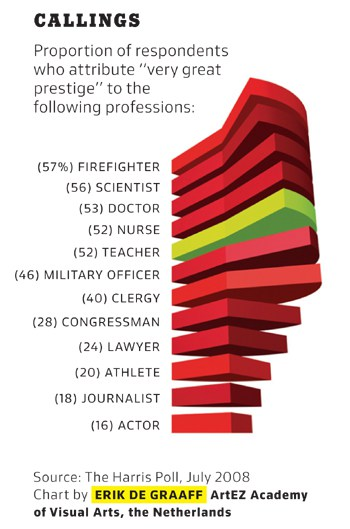 CALLINGS
Proportion of respondents
who attribute "very great
prestige" to the
following professions:
(57%) FIREFIGHTER
(56) SCIENTIST
(53) DOCTOR
(52) NURSE
(52) TEACHER
(46) MILITARY OFFICER
(40) CLERGY
(28) CONGRESSMAN
(24) LAWYER
(20) ATHLETE
(18) JOURNALIST
(16) ACTOR
Source: The Harris Poll, July 2008
Chart by ERIK DE GRAAFF ArtEZ Academy
of Visual Arts, the Netherlands